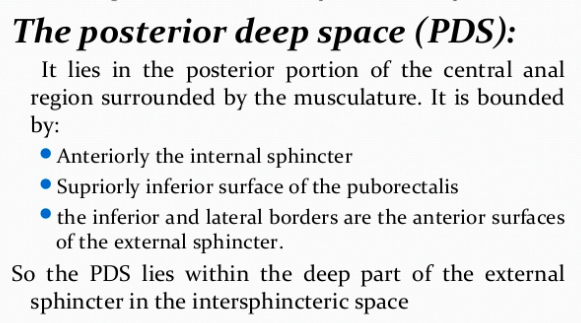 The posterior deep space (PDS):
It lies in the posterior portion of the central anal
region surrounded by the musculature. It is bounded
by:
• Anteriorly the internal sphincter
• Supriorly inferior surface of the puborectalis
• the inferior and lateral borders are the anterior surfaces
of the external sphincter.
So the PDS lies within the deep part of the external
sphincter in the intersphincteric space